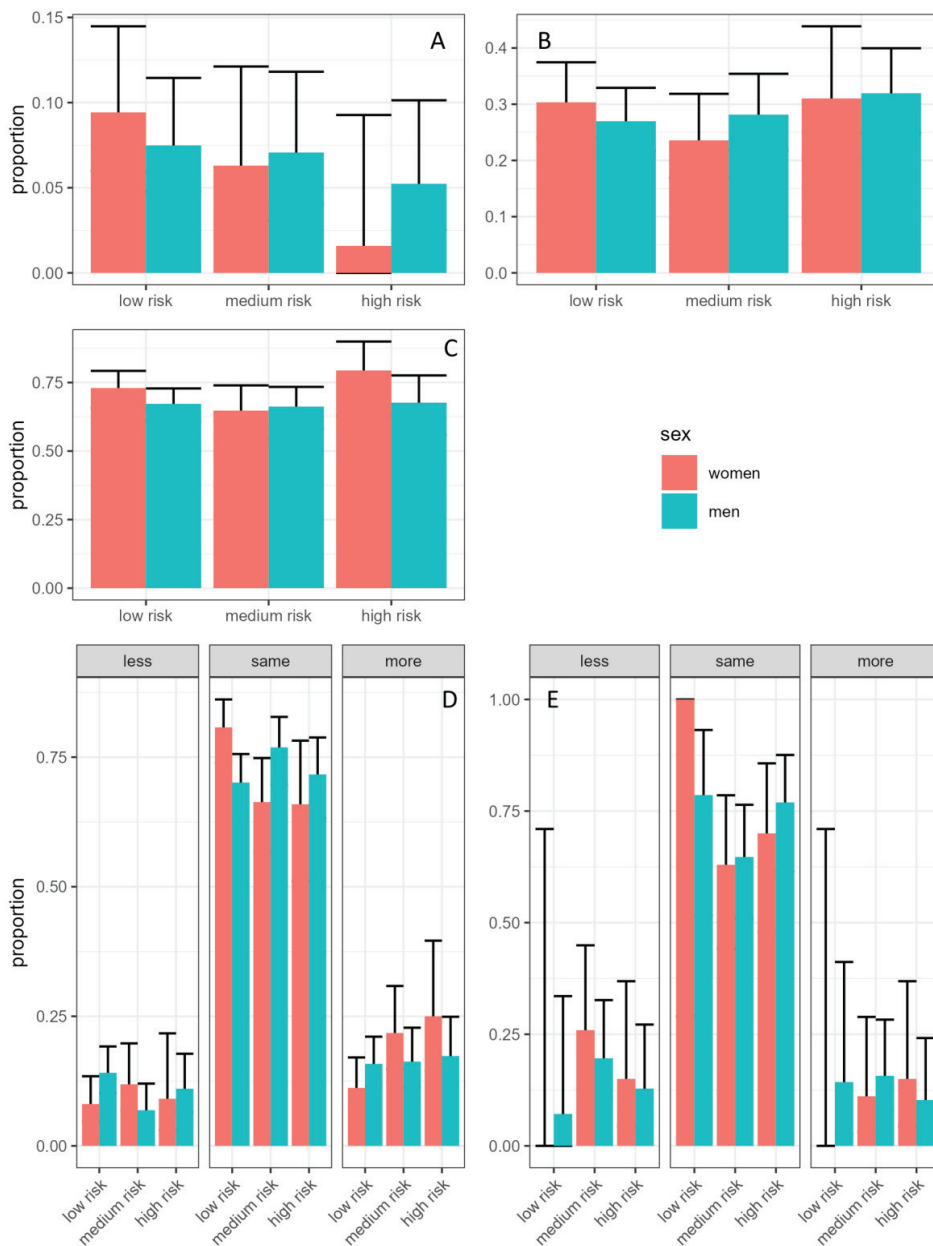 A
proportion
0.15
0.10
0.05
0.00
low risk medium risk high risk
B
0.4
0.3
0.2
0.1
0.0
low risk medium risk high risk
C
proportion
0.75
0.50
0.25
0.00
low risk medium risk high risk
sex
women
men
less same more
D
proportion
0.75
0.50
0.25
0.00
low risk medium risk high risk low risk medium risk high risk low risk medium risk high risk
less same more
E
1.00
0.75
0.50
0.25
0.00
low risk medium risk high risk low risk medium risk high risk low risk medium risk high risk